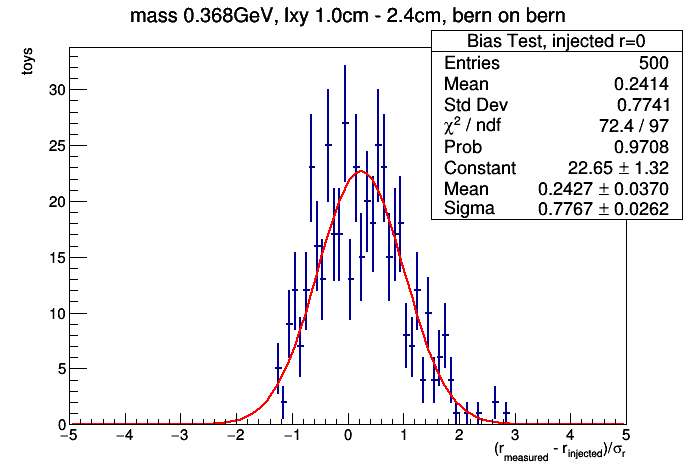 mass 0.368GeV, lxy 1.0cm - 2.4cm, bern on bern
toys
Bias Test, injected r=0
Entries 500
Mean 0.2414
Std Dev 0.7741
χ² / ndf 72.4 / 97
Prob 0.9708
Constant 22.65 ± 1.32
Mean 0.2427 ± 0.0370
Sigma 0.7767 ± 0.0262
30
25
20
15
10
5
0
−5 −4 −3 −2 −1 0 1 2 3 4 5
(r_measured - r_injected)/σ_r